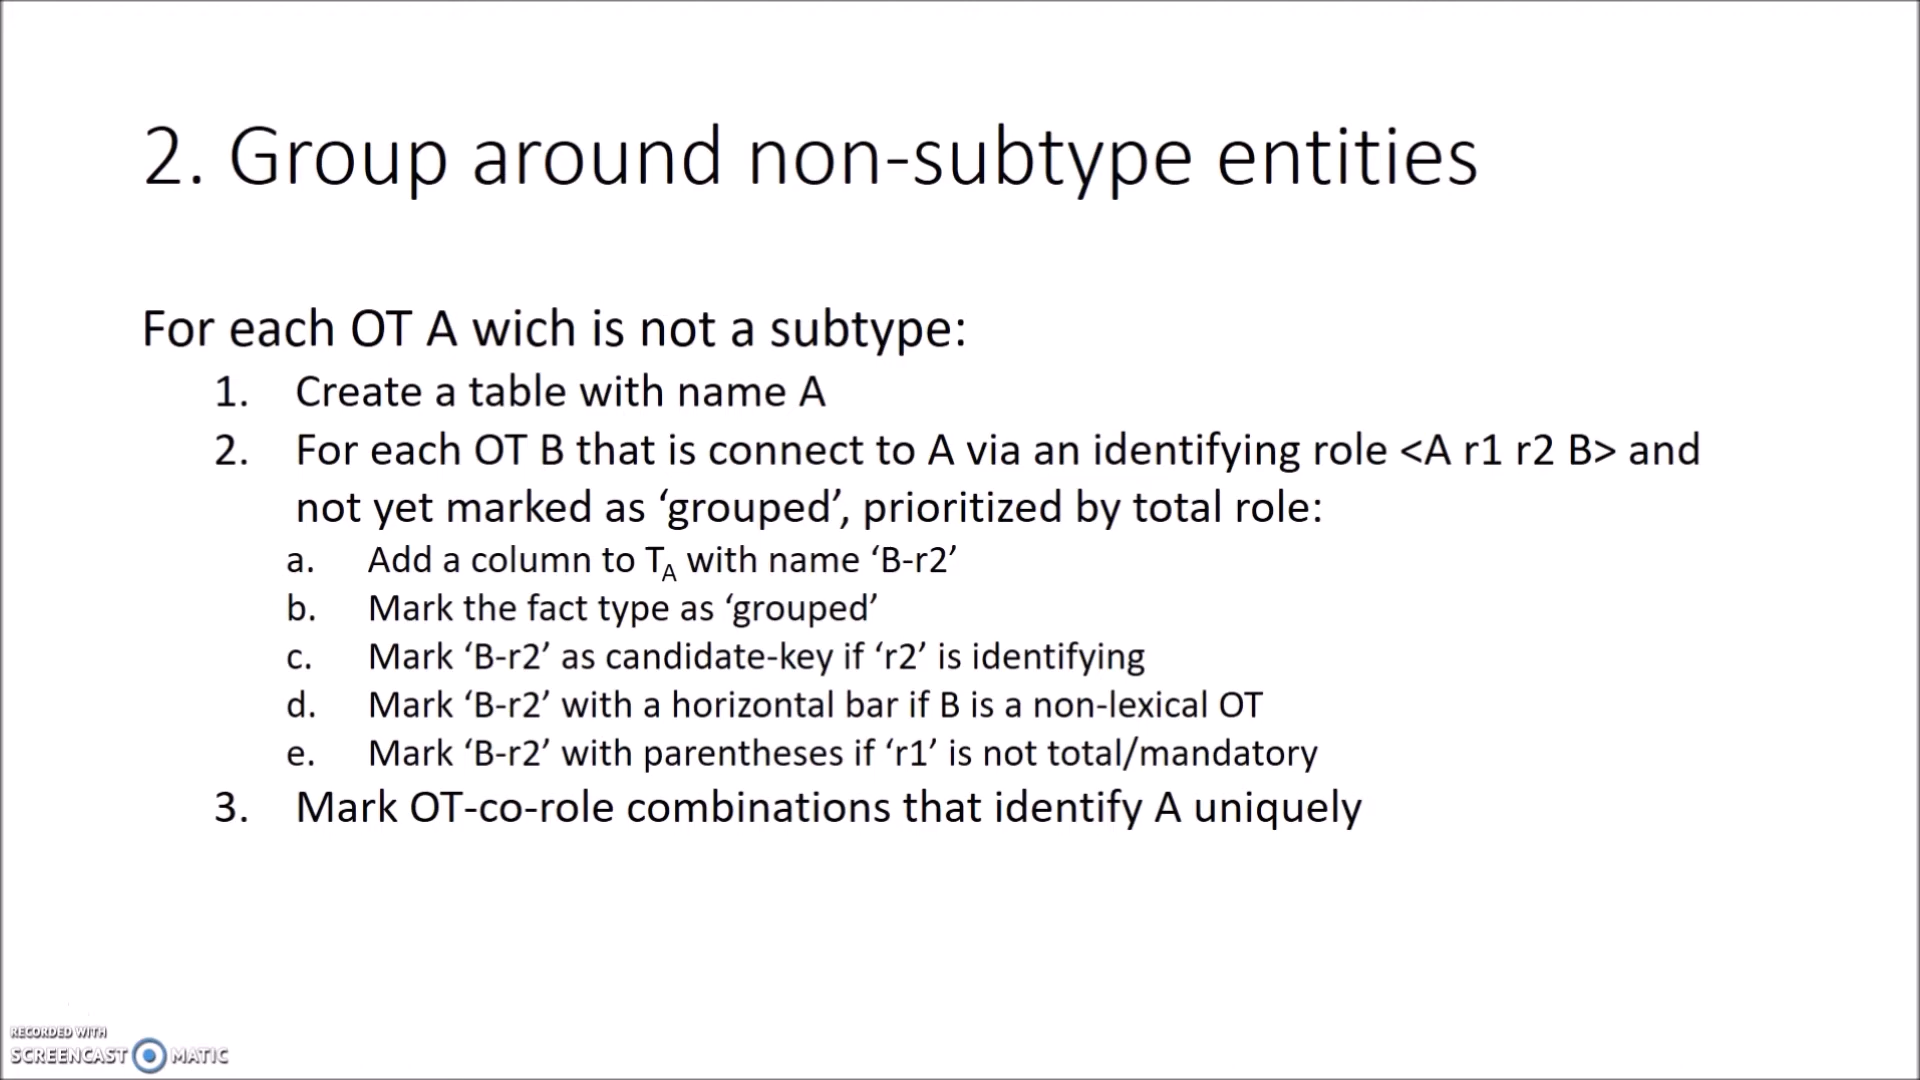 2. Group around non-subtype entities
For each OT A wich is not a subtype:
1. Create a table with name A
2. For each OT B that is connect to A via an identifying role <A r1 r2 B> and
not yet marked as ‘grouped’, prioritized by total role:
a. Add a column to TA with name ‘B-r2’
b. Mark the fact type as ‘grouped’
c. Mark ‘B-r2’ as candidate-key if ‘r2’ is identifying
d. Mark ‘B-r2’ with a horizontal bar if B is a non-lexical OT
e. Mark ‘B-r2’ with parentheses if ‘r1’ is not total/mandatory
3. Mark OT-co-role combinations that identify A uniquely
RECORDED WITH
SCREENCAST MATIC